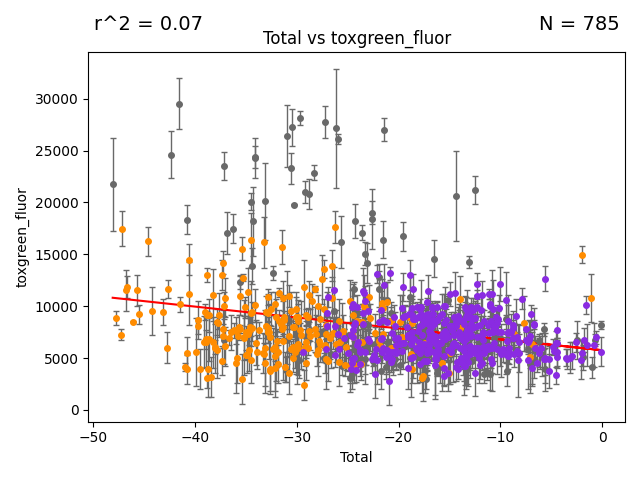 r^2 = 0.07
N = 785
Total vs toxgreen_fluor
toxgreen_fluor
30000
25000
20000
15000
10000
5000
0
−50
−40
−30
−20
−10
0
Total